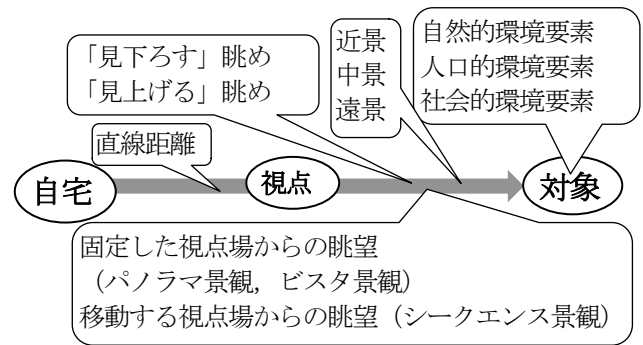 「見下ろす」眺め
「見上げる」眺め
近景
中景
遠景
自然的環境要素
人口的環境要素
社会的環境要素
直線距離
自宅
視点
対象
固定した視点場からの眺望
（パノラマ景観，ビスタ景観）
移動する視点場からの眺望（シークエンス景観）